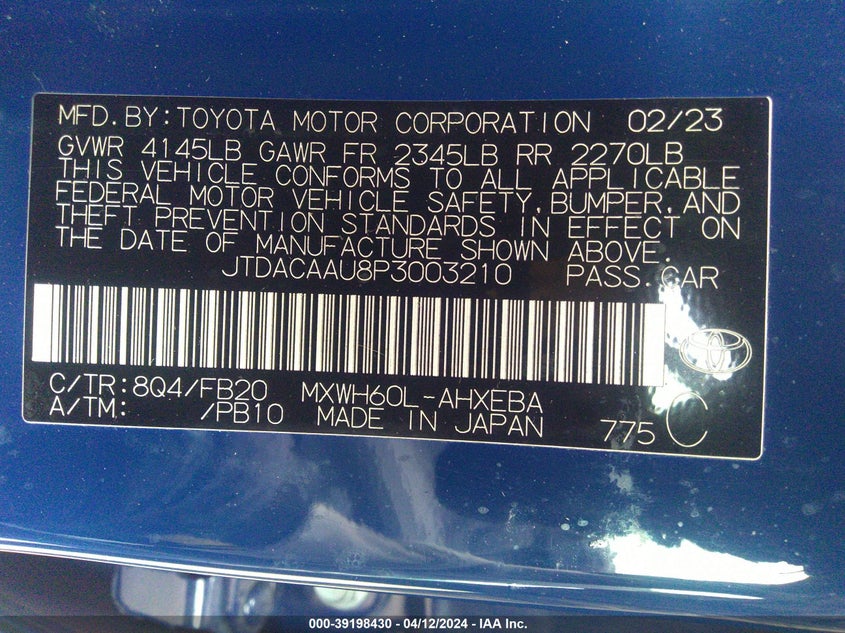 MFD.BY:TOYOTA MOTOR CORPORATION 02/23
GVWR 4145LB GAWR FR 2345LB RR 2270LB
THIS VEHICLE CONFORMS TO ALL APPLICABLE
FEDERAL MOTOR VEHICLE SAFETY,BUMPER,AND
THEFT PREVENTION STANDARDS IN EFFECT ON
THE DATE OF MANUFACTURE SHOWN ABOVE.
JTDACAAU8P3003210 PASS.CAR
C/TR:8Q4/FB20 MXWH60L-AHXEBA
A/TM: /PB10 MADE IN JAPAN 775 C
000-39198430 - 04/12/2024 - IAA Inc.